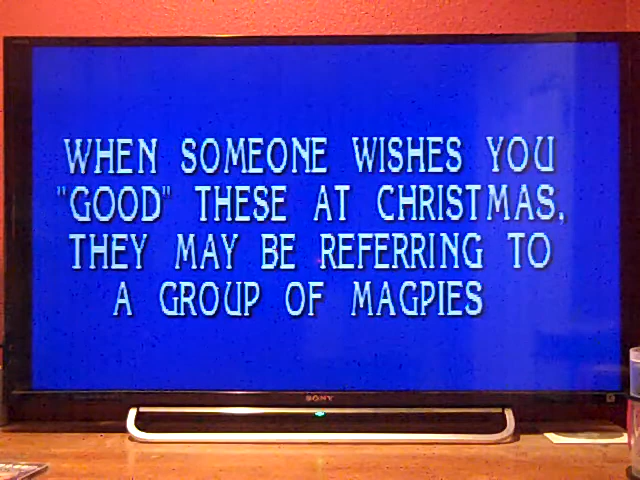 WHEN SOMEONE WISHES YOU
"GOOD" THESE AT CHRISTMAS,
THEY MAY BE REFERRING TO
A GROUP OF MAGPIES
SONY